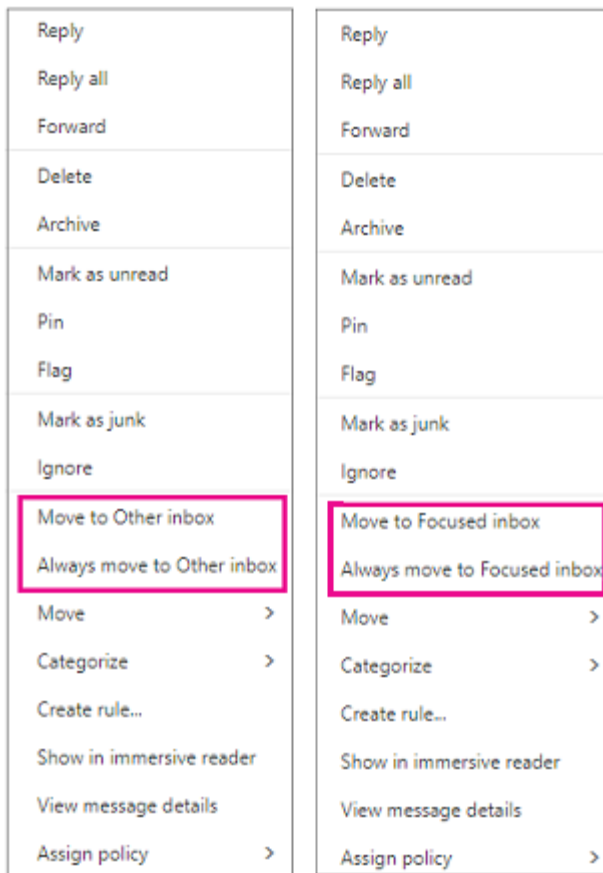 Reply
Reply all
Forward
Delete
Archive
Mark as unread
Pin
Flag
Mark as junk
Ignore
Move to Other inbox
Always move to Other inbox
Move
Categorize
Create rule...
Show in immersive reader
View message details
Assign policy
Reply
Reply all
Forward
Delete
Archive
Mark as unread
Pin
Flag
Mark as junk
Ignore
Move to Focused inbox
Always move to Focused inbox
Move
Categorize
Create rule...
Show in immersive reader
View message details
Assign policy